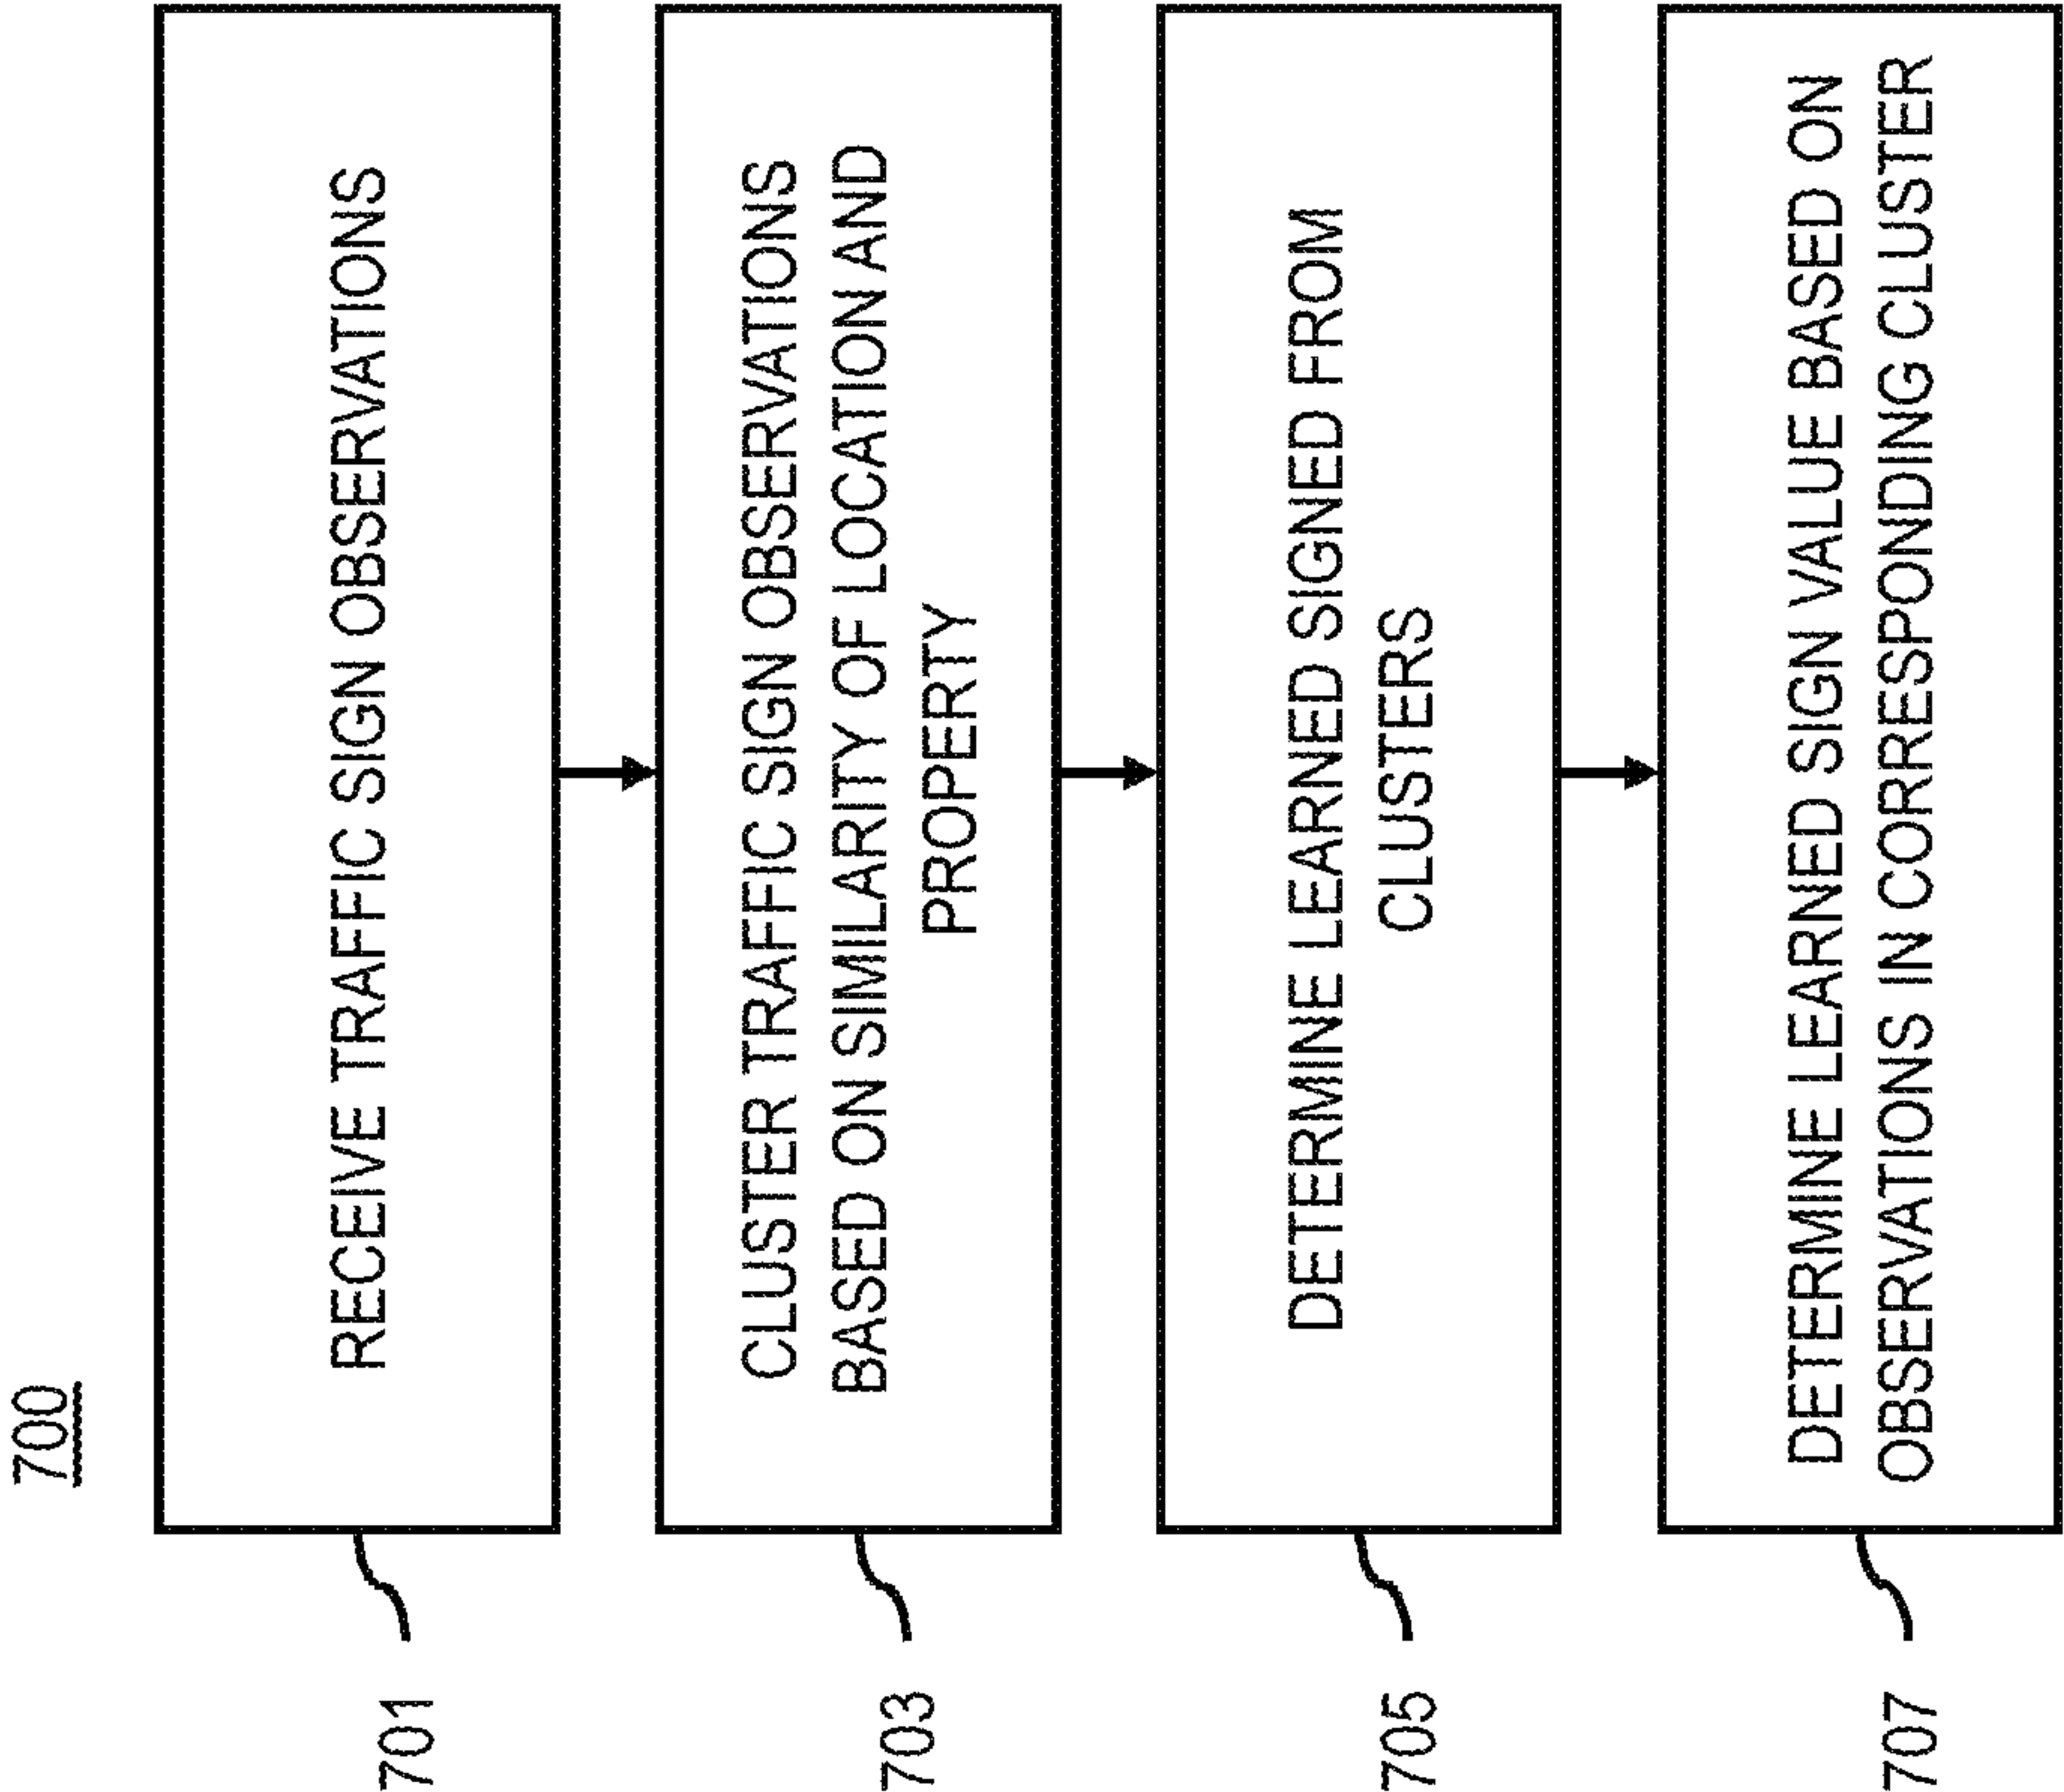 700
701
RECEIVE TRAFFIC SIGN OBSERVATIONS
703
CLUSTER TRAFFIC SIGN OBSERVATIONS
BASED ON SIMILARITY OF LOCATION AND
PROPERTY
705
DETERMINE LEARNED SIGNED FROM
CLUSTERS
707
DETERMINE LEARNED SIGN VALUE BASED ON
OBSERVATIONS IN CORRESPONDING CLUSTER